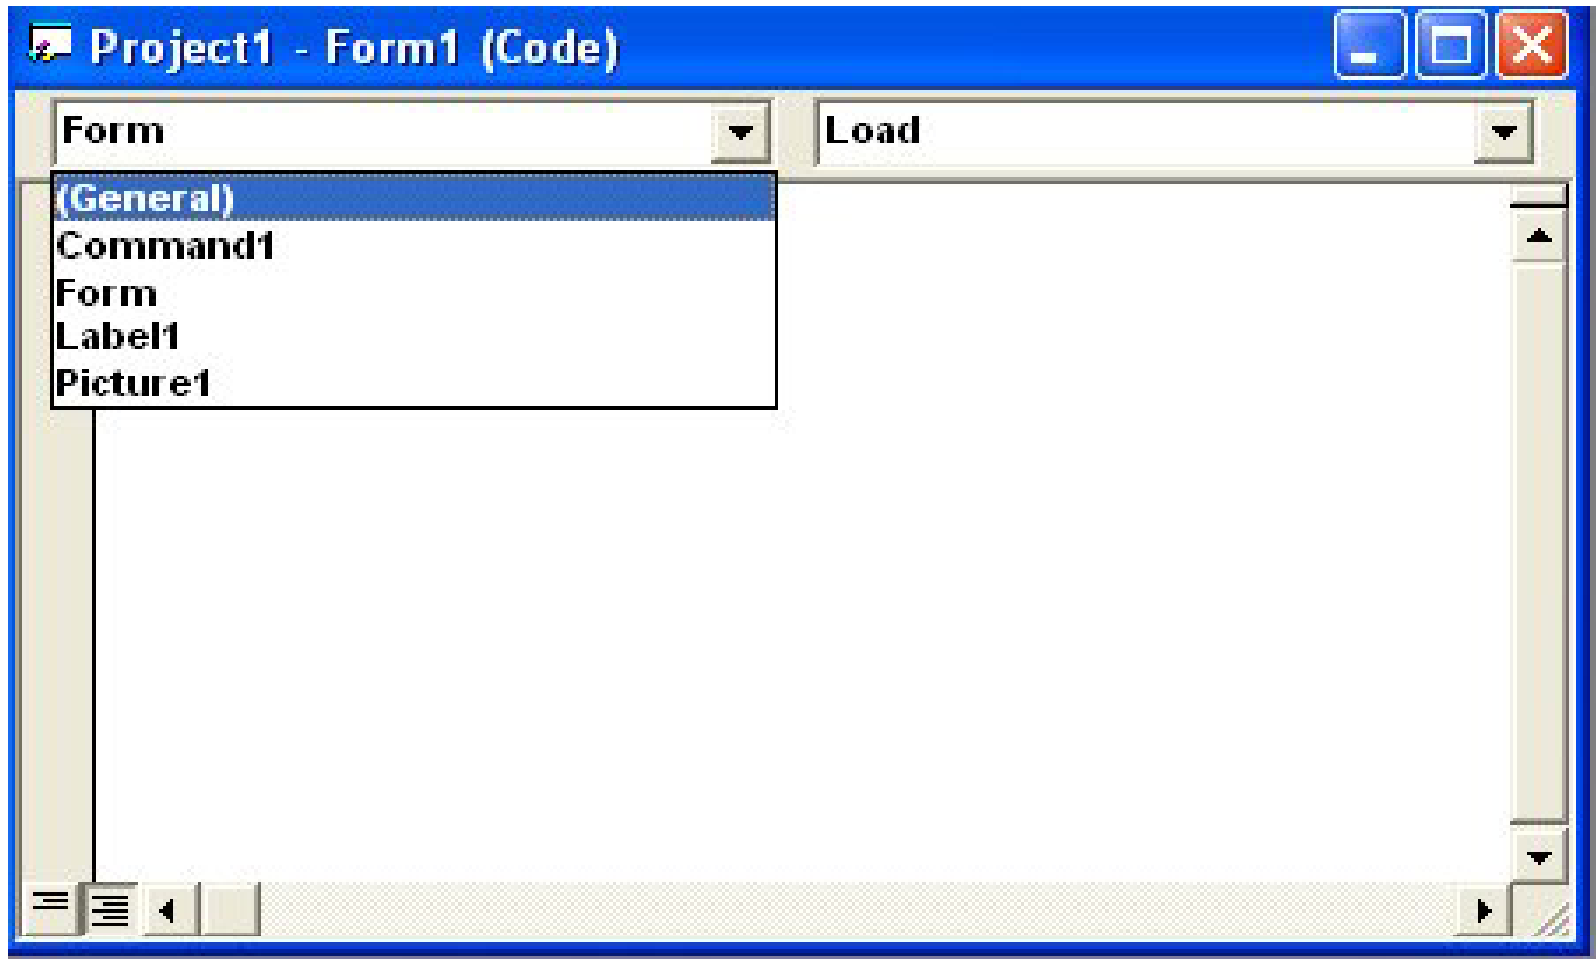 Project1 - Form1 (Code)
Form
Load
(General)
Command1
Form
Label1
Picture1